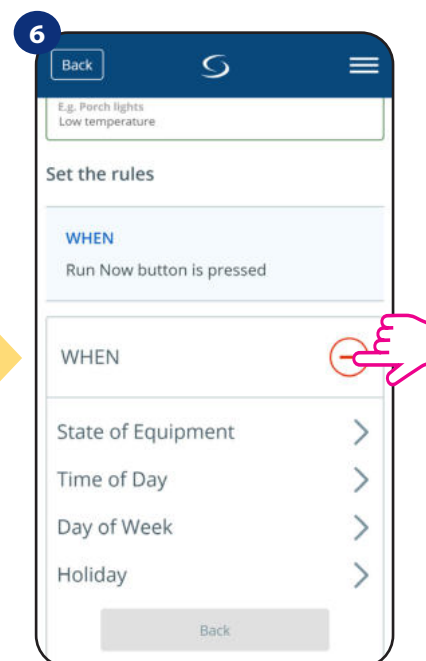 6
Back
E.g. Porch lights
Low temperature
Set the rules
WHEN
Run Now button is pressed
WHEN
State of Equipment
Time of Day
Day of Week
Holiday
Back